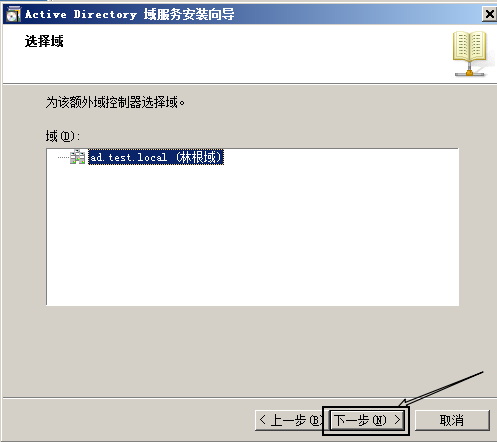 Active Directory 域服务安装向导
选择域
为该额外域控制器选择域。
域(D):
ad.test.local (林根域)
< 上一步(B) 下一步(N) > 取消